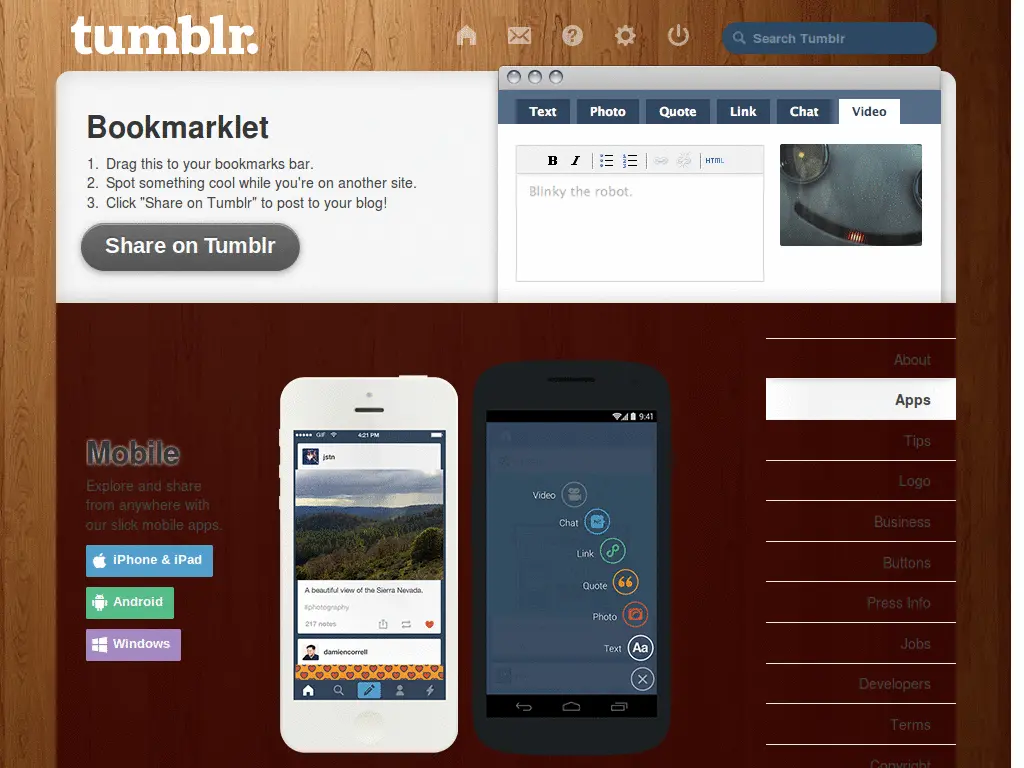 tumblr.
Search Tumblr
Bookmarklet
1. Drag this to your bookmarks bar.
2. Spot something cool while you're on another site.
3. Click "Share on Tumblr" to post to your blog!
Share on Tumblr
Text Photo Quote Link Chat Video
B I HTML
Blinky the robot.
Mobile
Explore and share
from anywhere with
our slick mobile apps.
iPhone & iPad
Android
Windows
GIF 4:21 PM
jstn
A beautiful view of the Sierra Nevada.
#photography
217 notes
damiencorrell
9:41
Video
Chat
Link
Quote
Photo
Text Aa
About
Apps
Tips
Logo
Business
Buttons
Press Info
Jobs
Developers
Terms
Copyright